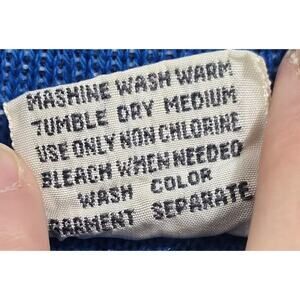 MASHINE WASH WARM
TUMBLE DRY MEDIUM
USE ONLY NON CHLORINE
BLEACH WHEN NEEDED
WASH COLOR
GARMENT SEPARATE